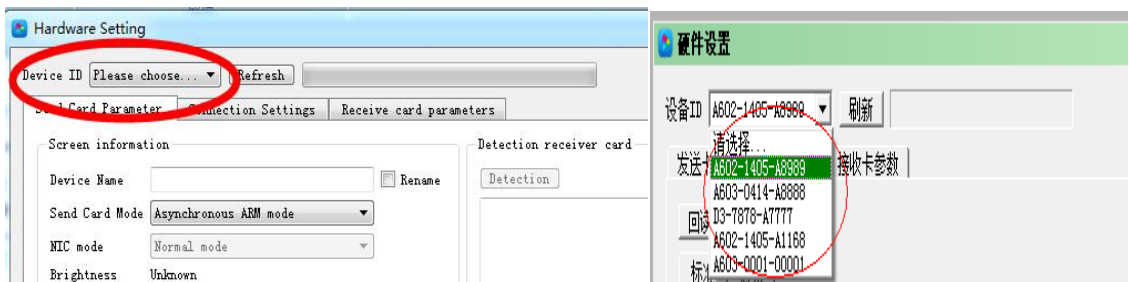 Hardware Setting
Device ID Please choose... Refresh
Send Card Parameter Connection Settings Receive card parameters
Screen information
Detection receiver card
Device Name Rename
Detection
Send Card Mode Asynchronous ARM mode
NIC mode Normal mode
Brightness Unknown
硬件设置
设备ID A602-1405-A8989 刷新
请选择...
发送 A602-1405-A8989 接收卡参数
A603-0414-A8888
回读 D3-7878-A7777
A602-1405-A1168
A603-0001-00001